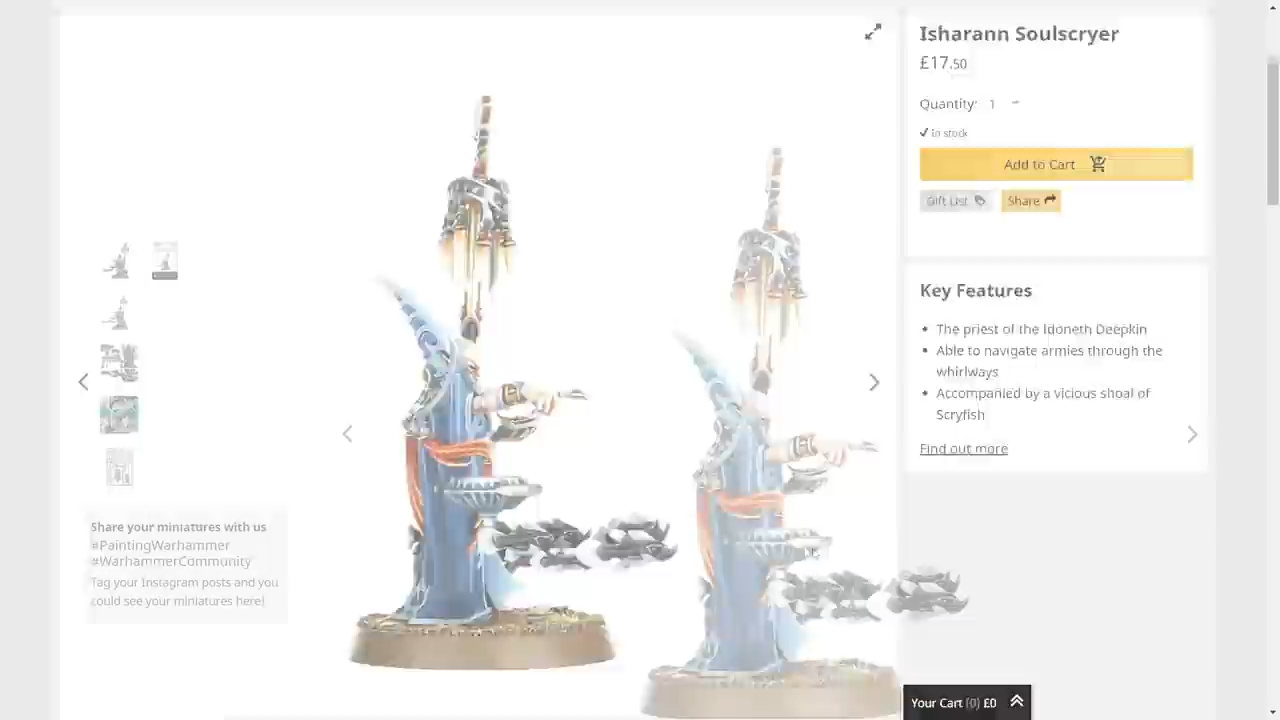 Isharann Soulscryer
£17.50
Quantity: 1
In stock
Add to Cart
Gift List
Share
Key Features
The priest of the Idoneth Deepkin
Able to navigate armies through the
whirlways
Accompanied by a vicious shoal of
Scryfish
Find out more
Share your miniatures with us
#PaintingWarhammer
#WarhammerCommunity
Tag your Instagram posts and you
could see your miniatures here!
Your Cart (0) £0